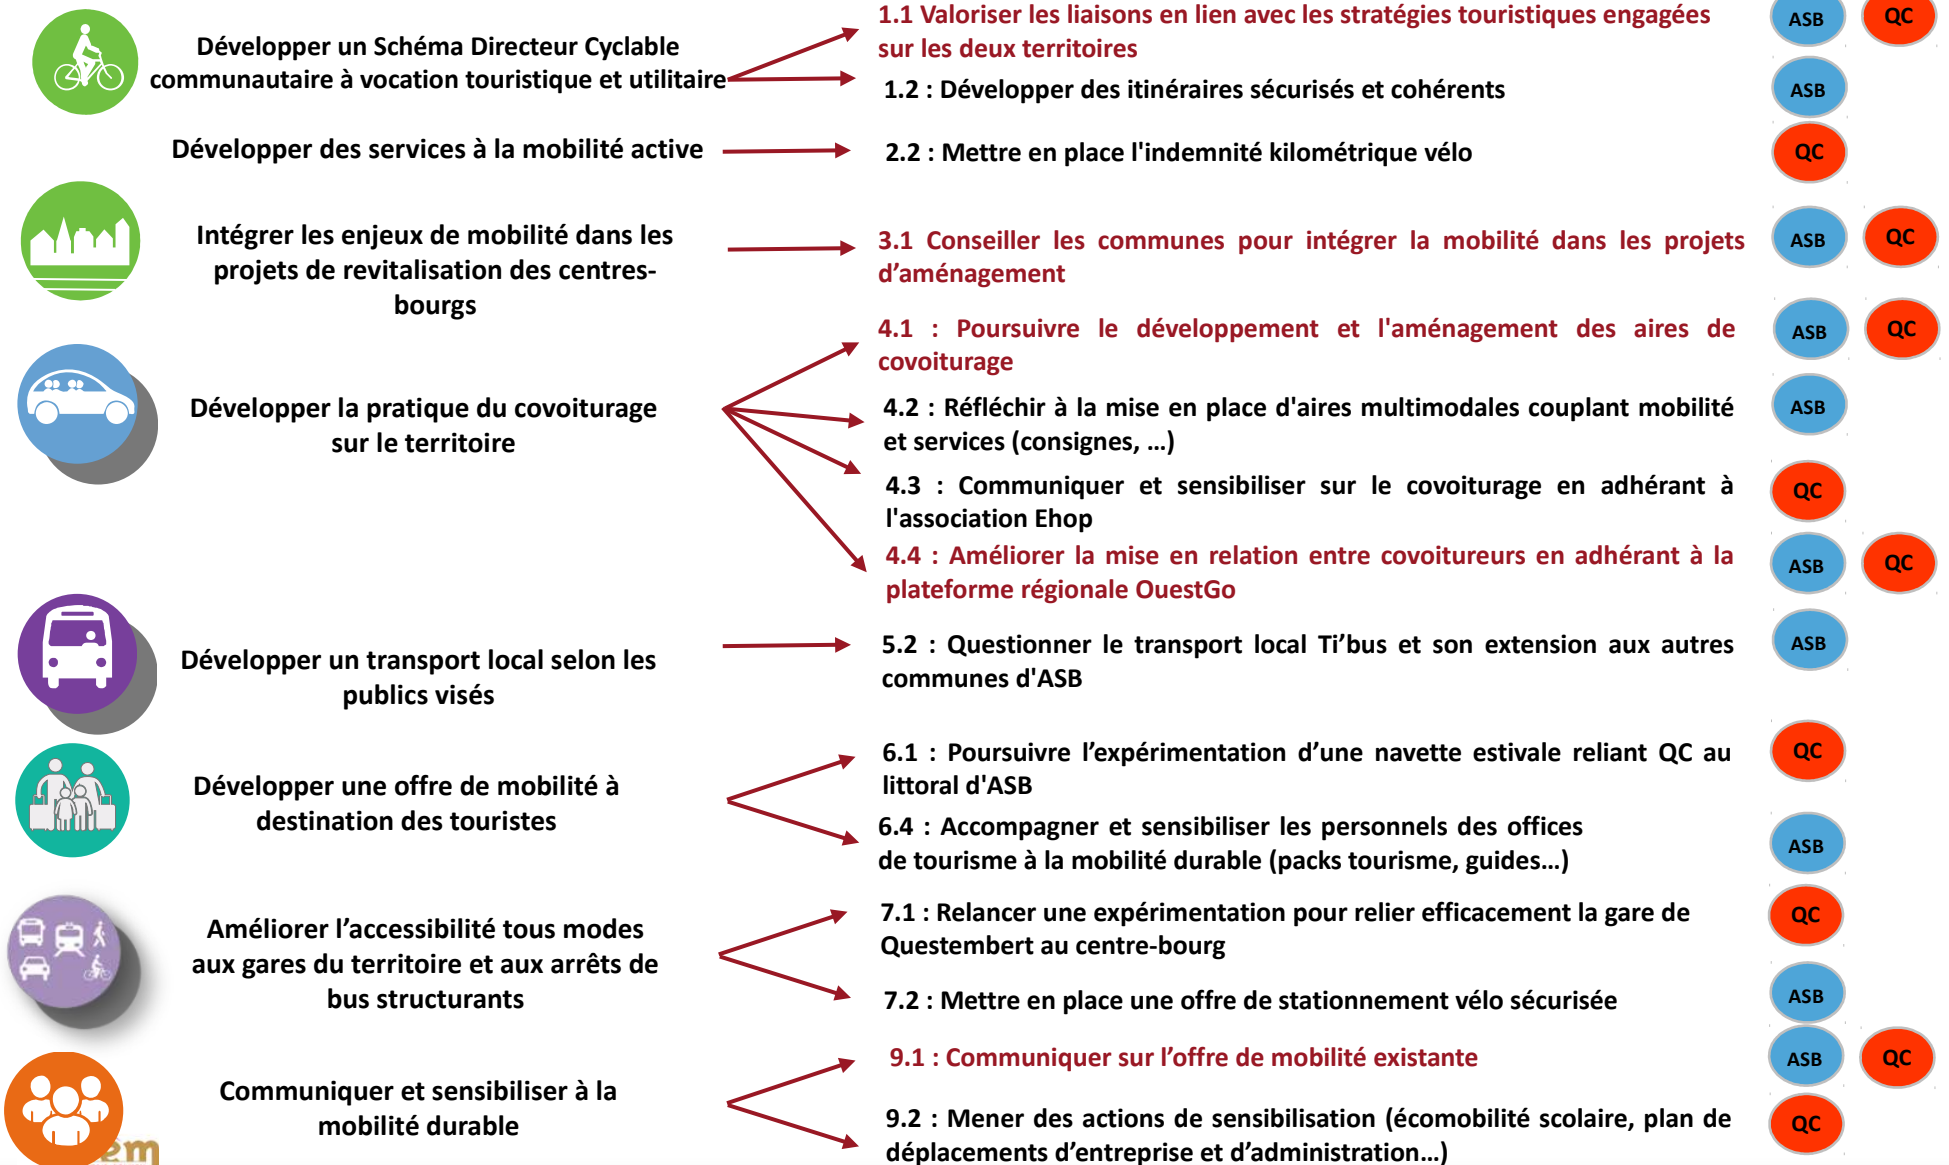 1.1 Valoriser les liaisons en lien avec les stratégies touristiques engagées
sur les deux territoires
ASB QC
Développer un Schéma Directeur Cyclable
communautaire à vocation touristique et utilitaire
1.2 : Développer des itinéraires sécurisés et cohérents
ASB
Développer des services à la mobilité active
2.2 : Mettre en place l'indemnité kilométrique vélo
QC
Intégrer les enjeux de mobilité dans les
projets de revitalisation des centres-
bourgs
3.1 Conseiller les communes pour intégrer la mobilité dans les projets
d’aménagement
ASB QC
Développer la pratique du covoiturage
sur le territoire
4.1 : Poursuivre le développement et l'aménagement des aires de
covoiturage
ASB QC
4.2 : Réfléchir à la mise en place d'aires multimodales couplant mobilité
et services (consignes, …)
ASB
4.3 : Communiquer et sensibiliser sur le covoiturage en adhérant à
l'association Ehop
QC
4.4 : Améliorer la mise en relation entre covoitureurs en adhérant à la
plateforme régionale OuestGo
ASB QC
Développer un transport local selon les
publics visés
5.2 : Questionner le transport local Ti’bus et son extension aux autres
communes d'ASB
ASB
Développer une offre de mobilité à
destination des touristes
6.1 : Poursuivre l’expérimentation d’une navette estivale reliant QC au
littoral d'ASB
QC
6.4 : Accompagner et sensibiliser les personnels des offices
de tourisme à la mobilité durable (packs tourisme, guides…)
ASB
Améliorer l’accessibilité tous modes
aux gares du territoire et aux arrêts de
bus structurants
7.1 : Relancer une expérimentation pour relier efficacement la gare de
Questembert au centre-bourg
QC
7.2 : Mettre en place une offre de stationnement vélo sécurisée
ASB
Communiquer et sensibiliser à la
mobilité durable
9.1 : Communiquer sur l’offre de mobilité existante
ASB QC
9.2 : Mener des actions de sensibilisation (écomobilité scolaire, plan de
déplacements d’entreprise et d’administration…)
QC